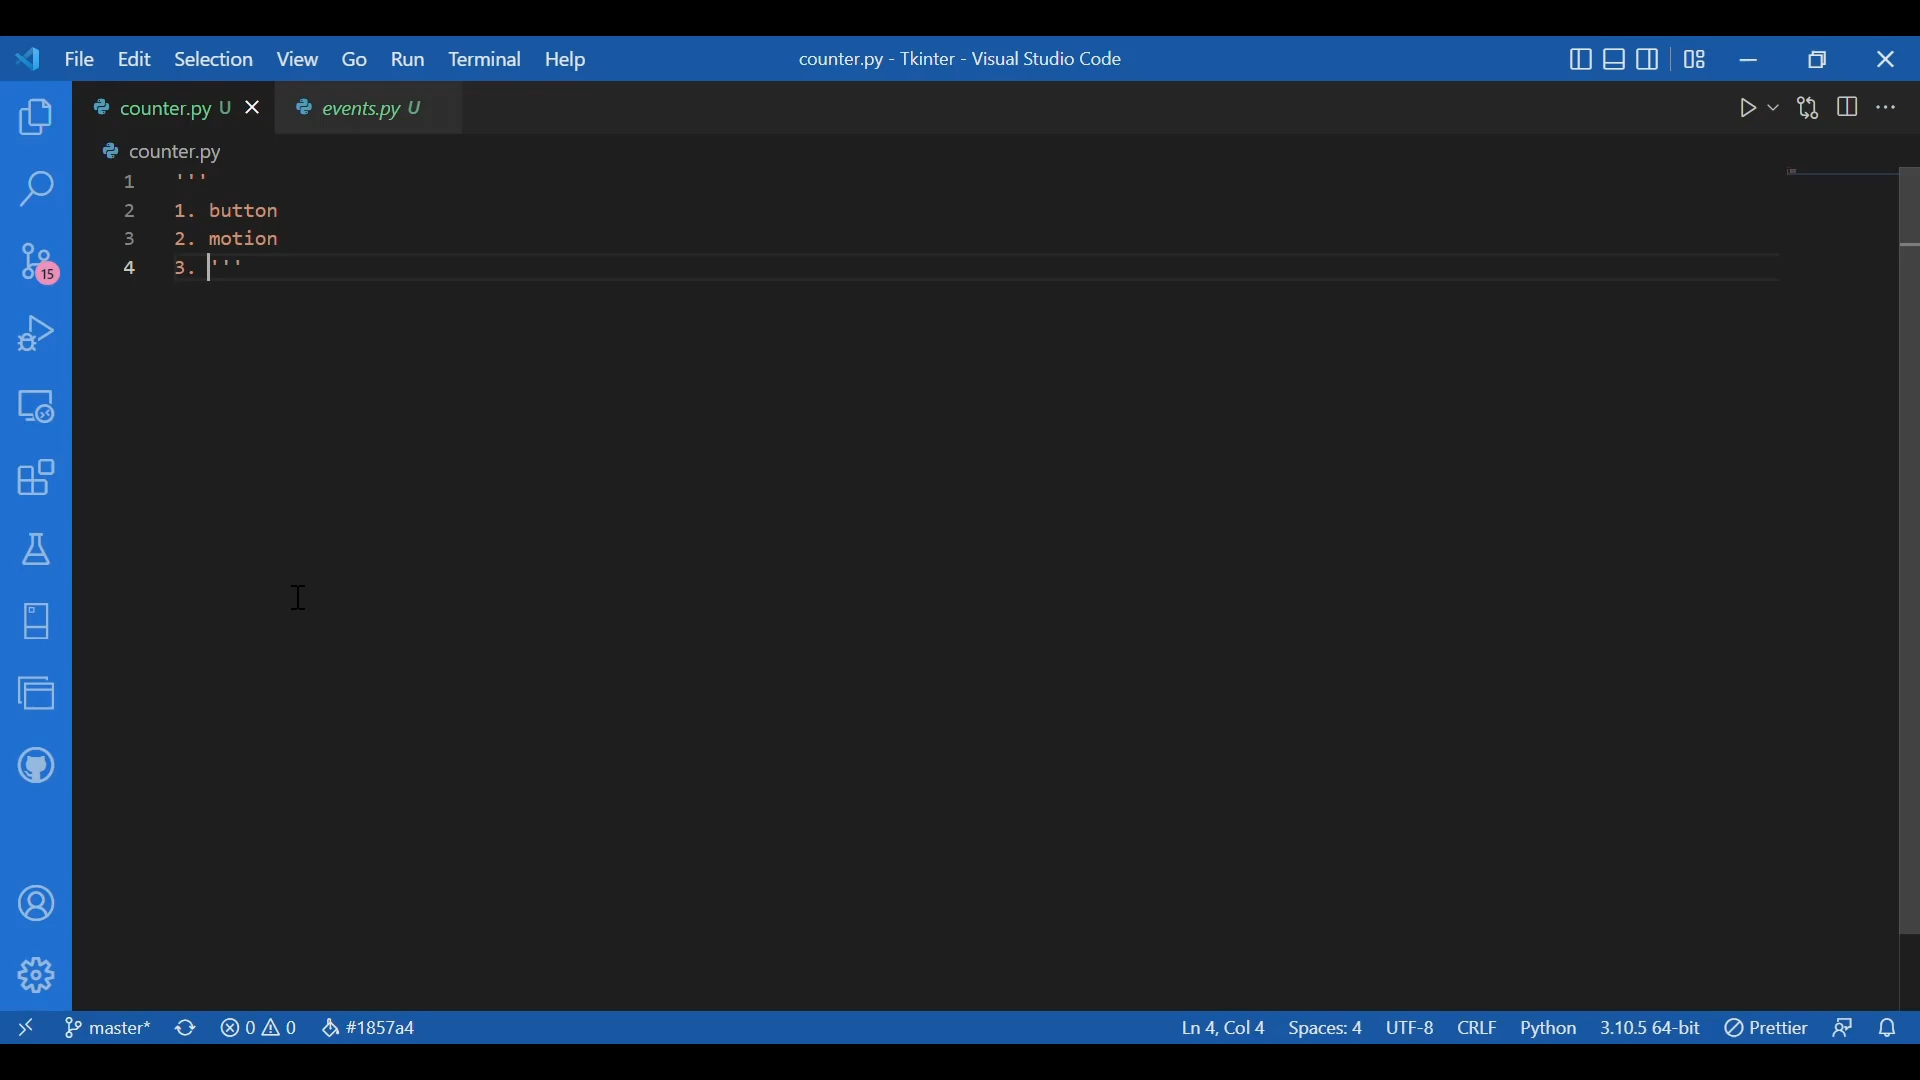 File Edit Selection View Go Run Terminal Help counter.py - Tkinter - Visual Studio Code
counter.py U events.py U
counter.py
1 '''
2 1. button
3 2. motion
4 3. '''
15
master* 0 0 #1857a4 Ln 4, Col 4 Spaces: 4 UTF-8 CRLF Python 3.10.5 64-bit Prettier